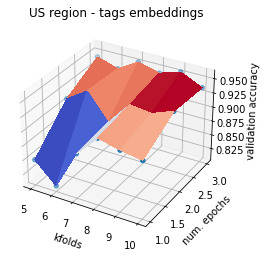 US region - tags embeddings
0.950
0.925
0.900
0.875
0.850
0.825
validation accuracy
3.0
2.5
2.0
1.5
1.0
num. epochs
5 6 7 8 9 10
kfolds